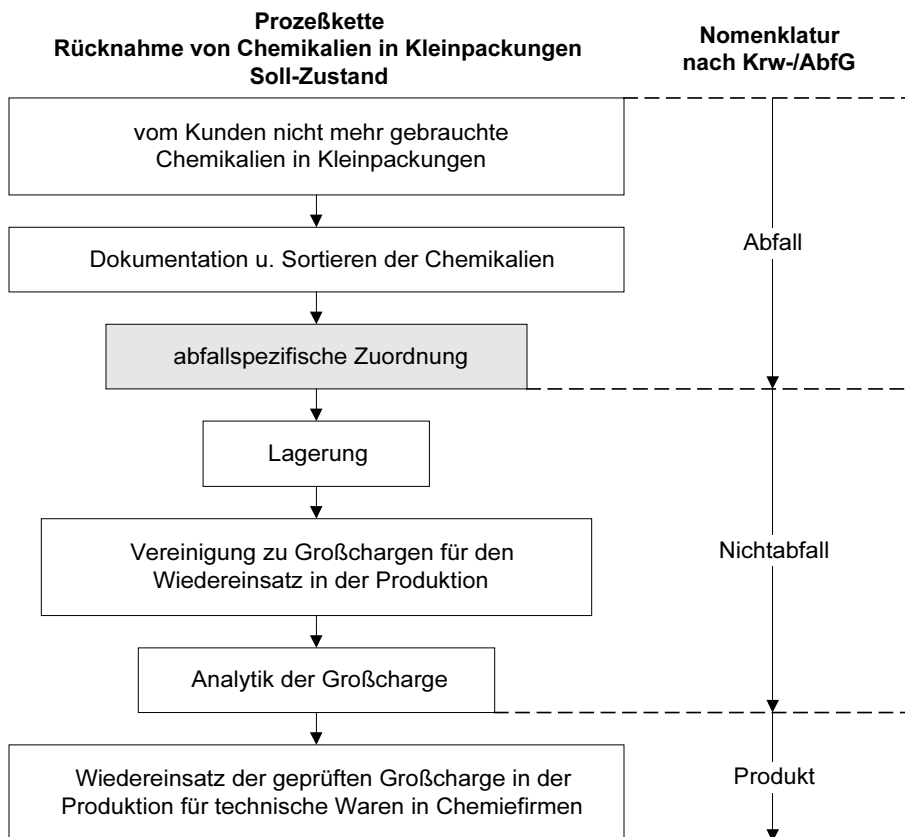 Prozeßkette
Rücknahme von Chemikalien in Kleinpackungen
Soll-Zustand
Nomenklatur
nach Krw-/AbfG
vom Kunden nicht mehr gebrauchte
Chemikalien in Kleinpackungen
Dokumentation u. Sortieren der Chemikalien
Abfall
abfallspezifische Zuordnung
Lagerung
Vereinigung zu Großchargen für den
Wiedereinsatz in der Produktion
Nichtabfall
Analytik der Großcharge
Wiedereinsatz der geprüften Großcharge in der
Produktion für technische Waren in Chemiefirmen
Produkt